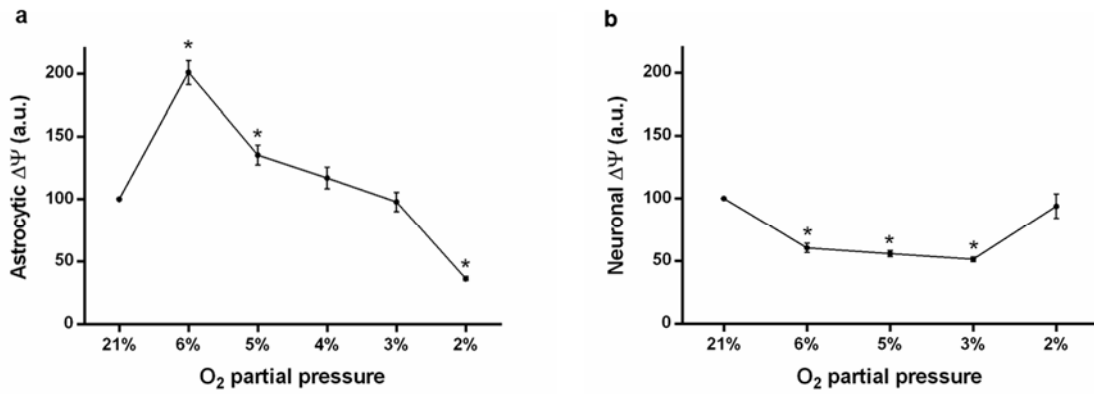 a
Astrocytic ΔΨ (a.u.)
200
150
100
50
0
*
*
*
21% 6% 5% 4% 3% 2%
O₂ partial pressure
b
Neuronal ΔΨ (a.u.)
200
150
100
50
0
* * *
21% 6% 5% 3% 2%
O₂ partial pressure